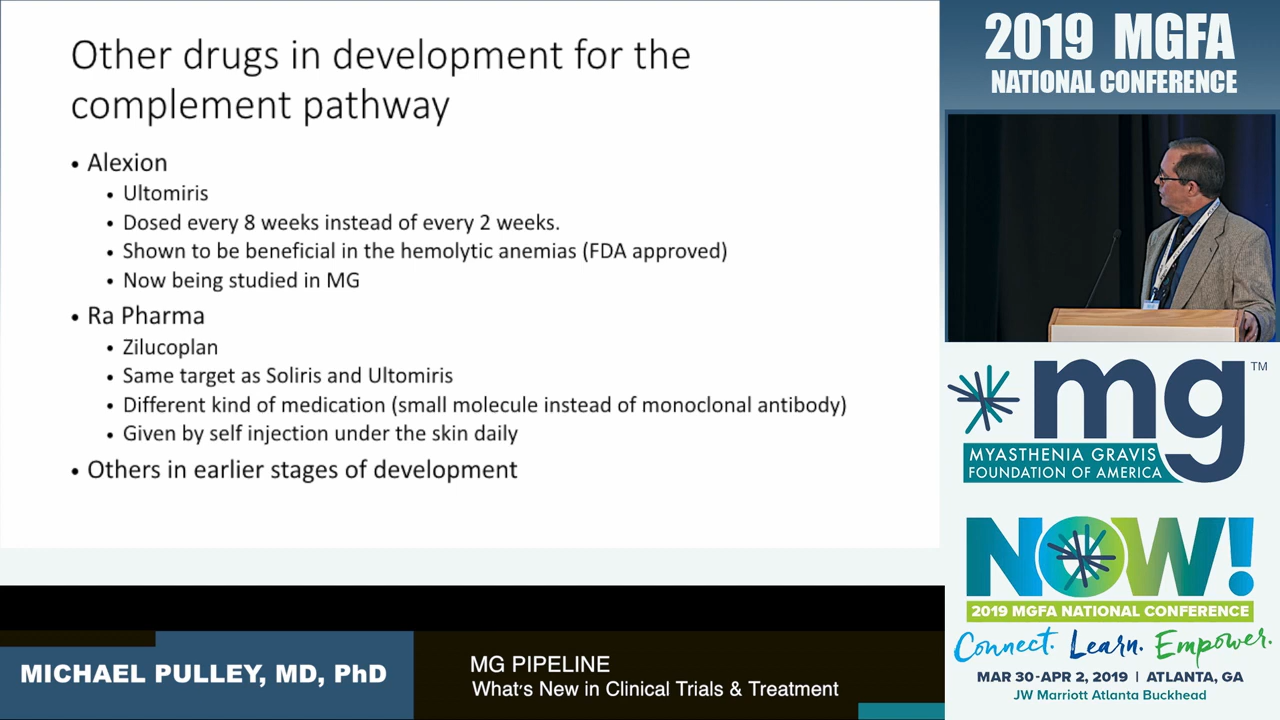 Other drugs in development for the
complement pathway
• Alexion
• Ultomiris
• Dosed every 8 weeks instead of every 2 weeks.
• Shown to be beneficial in the hemolytic anemias (FDA approved)
• Now being studied in MG
• Ra Pharma
• Zilucoplan
• Same target as Soliris and Ultomiris
• Different kind of medication (small molecule instead of monoclonal antibody)
• Given by self injection under the skin daily
• Others in earlier stages of development
2019 MGFA
NATIONAL CONFERENCE
mg™
MYASTHENIA GRAVIS
FOUNDATION OF AMERICA
NOW!
2019 MGFA NATIONAL CONFERENCE
Connect. Learn. Empower.
MAR 30-APR 2, 2019 | ATLANTA, GA
JW Marriott Atlanta Buckhead
MICHAEL PULLEY, MD, PhD
MG PIPELINE
What's New in Clinical Trials & Treatment